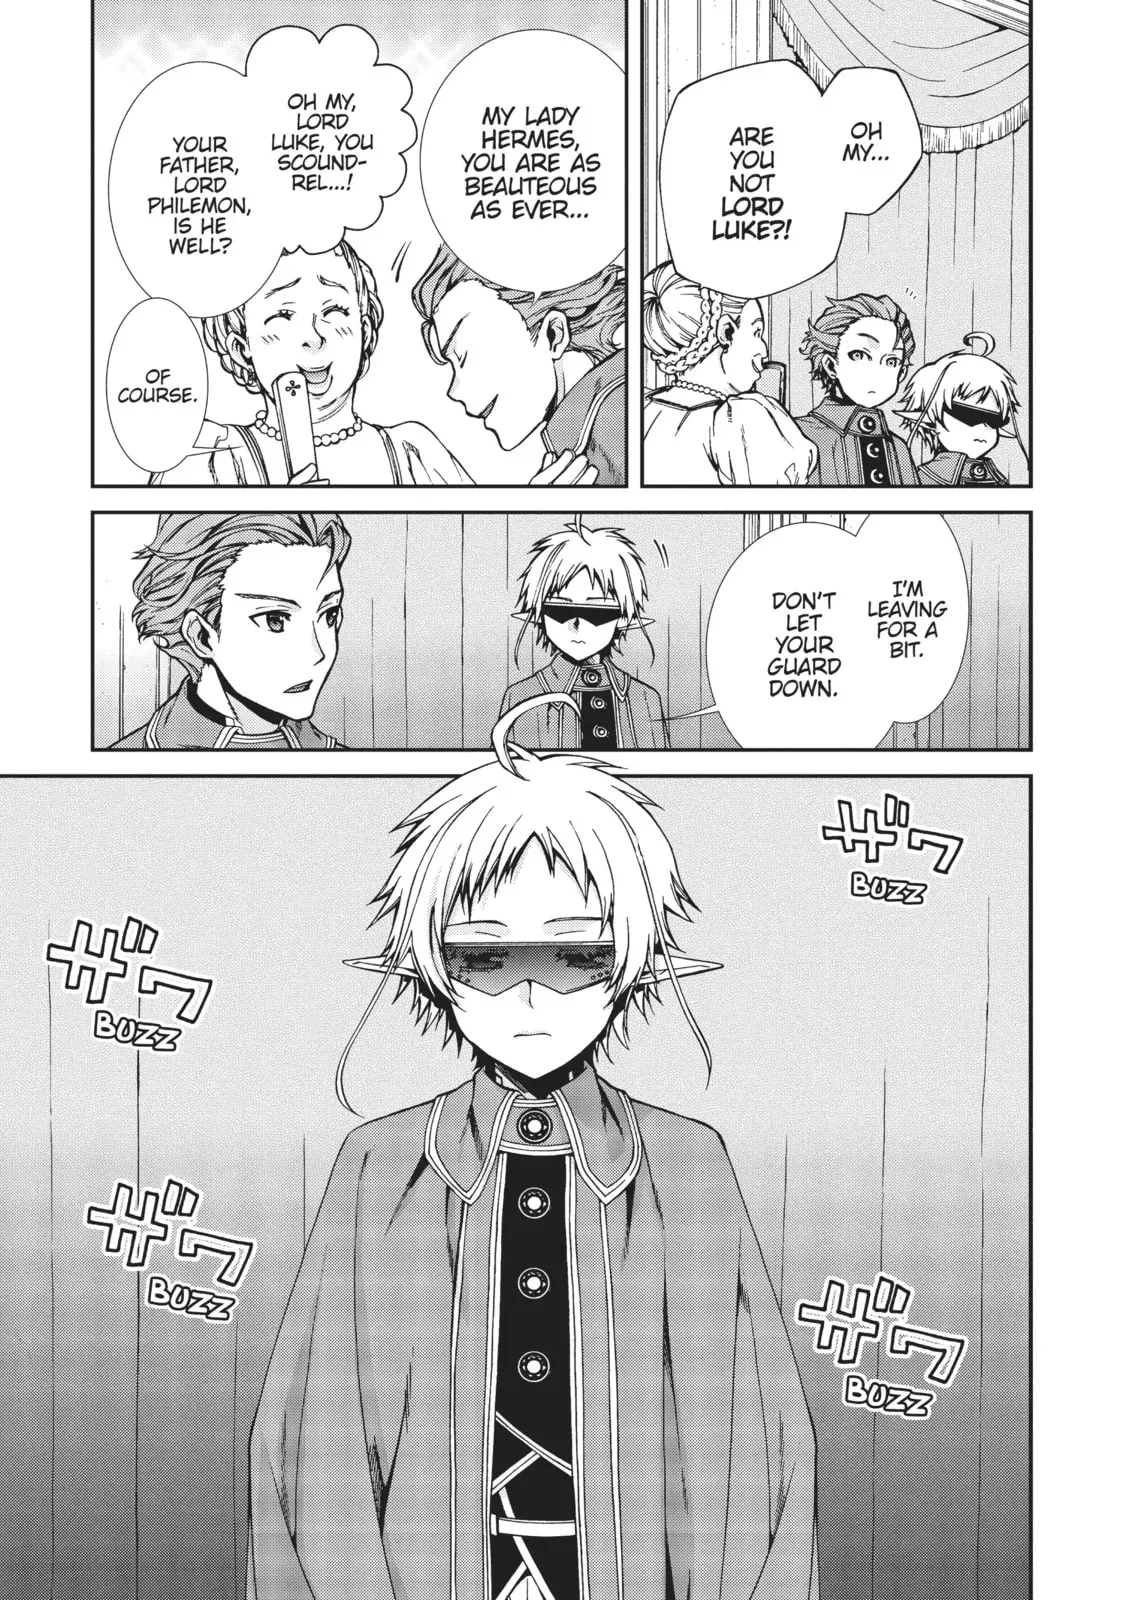 OH
MY...
ARE
YOU
NOT
LORD
LUKE?!
MY LADY
HERMES,
YOU ARE AS
BEAUTEOUS
AS EVER...
OH MY,
LORD
LUKE, YOU
SCOUND-
REL...!
YOUR
FATHER,
LORD
PHILEMON,
IS HE
WELL?
OF
COURSE.
I'M
LEAVING
FOR A
BIT.
DON'T
LET
YOUR
GUARD
DOWN.
ザワ
BUZZ
ザワ
BUZZ
ザワ
BUZZ
ザワ
BUZZ